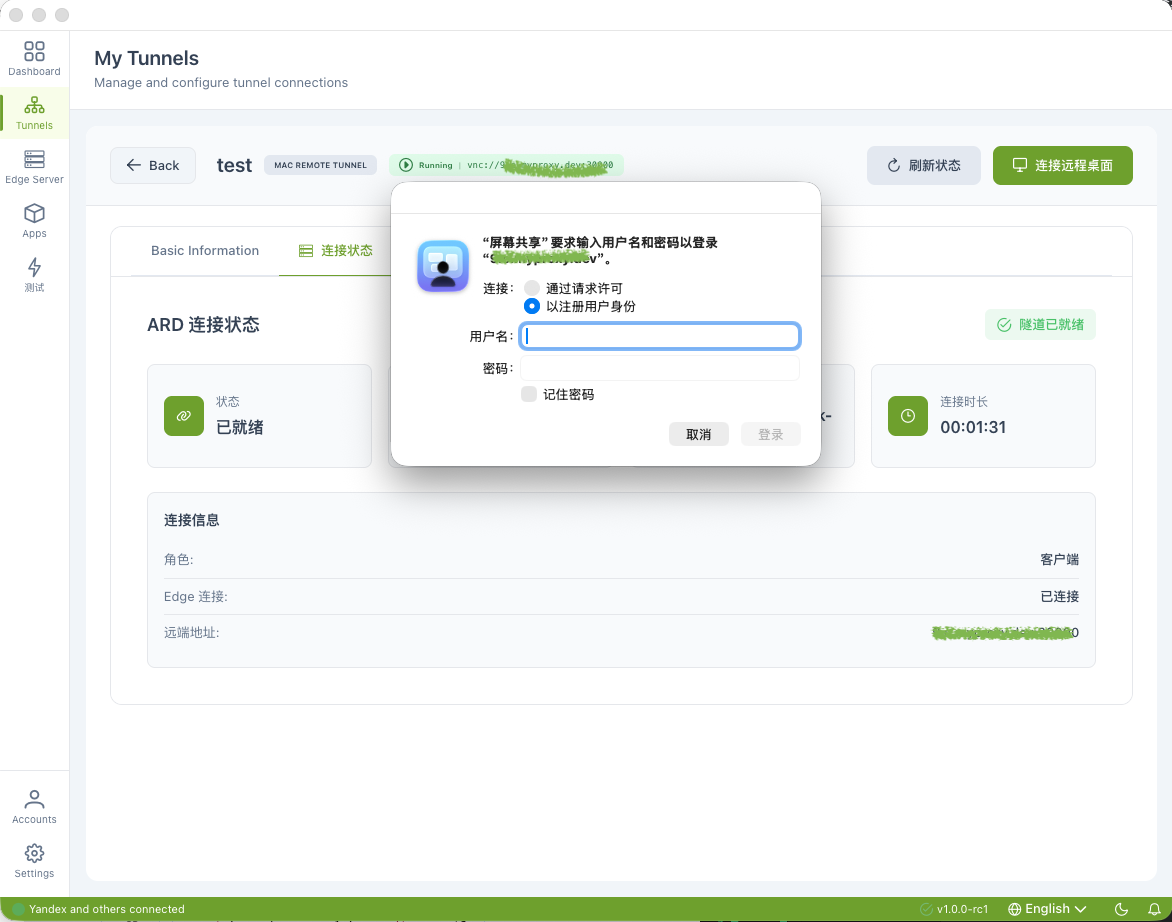 My Tunnels
Manage and configure tunnel connections
Dashboard
Tunnels
Edge Server
Apps
测试
Accounts
Settings
Back
test
MAC REMOTE TUNNEL
Running | vnc://9
刷新状态
连接远程桌面
Basic Information
连接状态
“屏幕共享”要求输入用户名和密码以登录
dev”。
连接：
通过请求许可
以注册用户身份
用户名：
密码：
记住密码
取消
登录
ARD 连接状态
隧道已就绪
状态
已就绪
k-
连接时长
00:01:31
连接信息
角色:
客户端
Edge 连接:
已连接
远端地址:
Yandex and others connected
v1.0.0-rc1
English